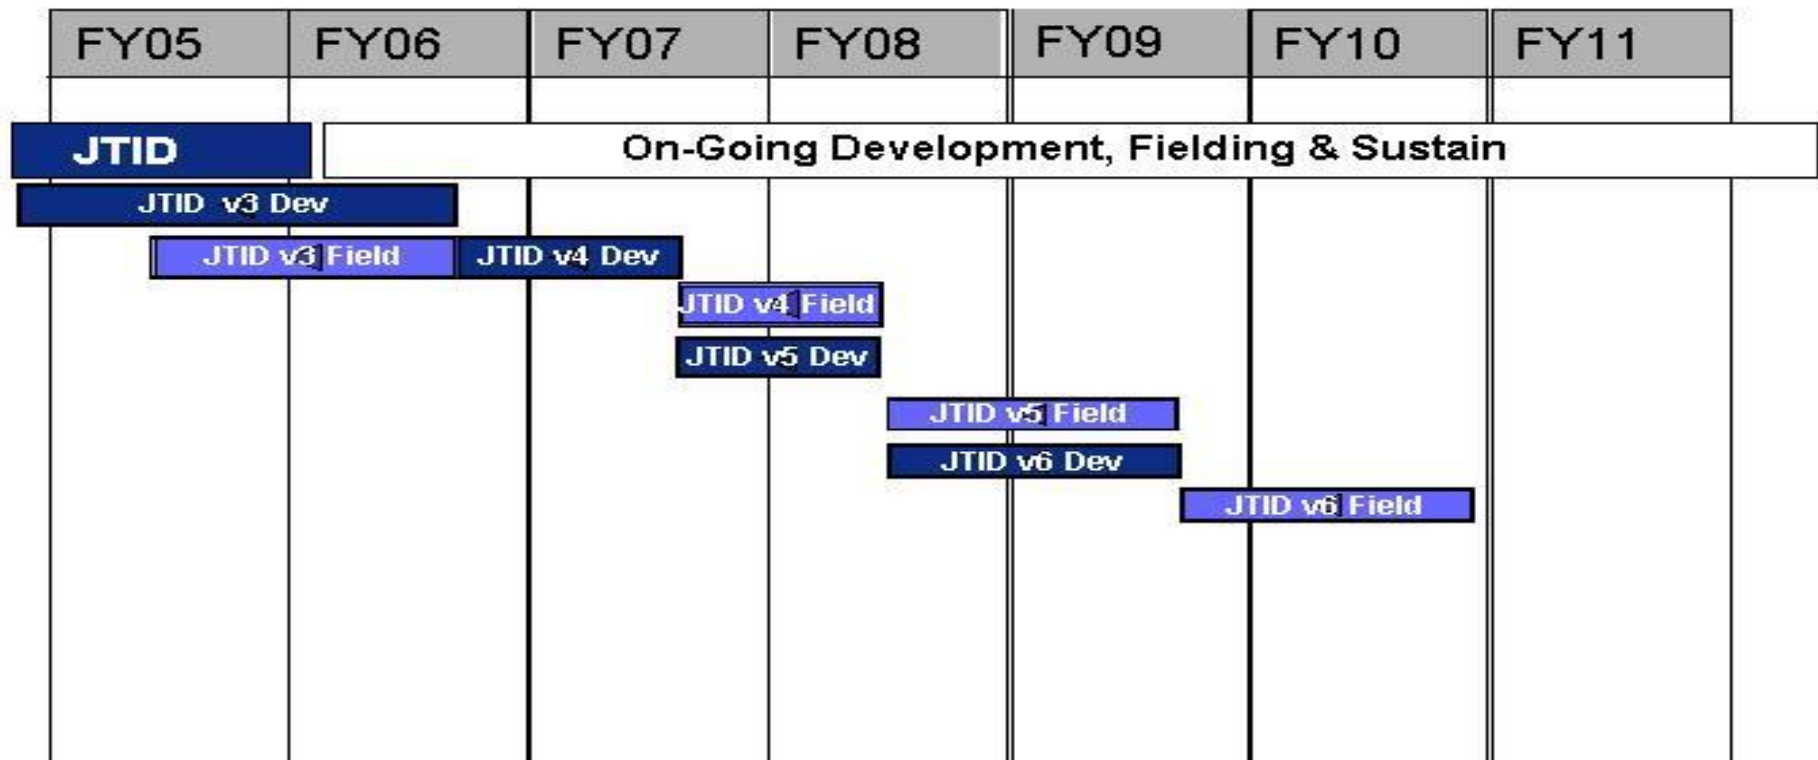 FY05 FY06 FY07 FY08 FY09 FY10 FY11
JTID On-Going Development, Fielding & Sustain
JTID v3 Dev
JTID v3 Field JTID v4 Dev
JTID v4 Field
JTID v5 Dev
JTID v5 Field
JTID v6 Dev
JTID v6 Field